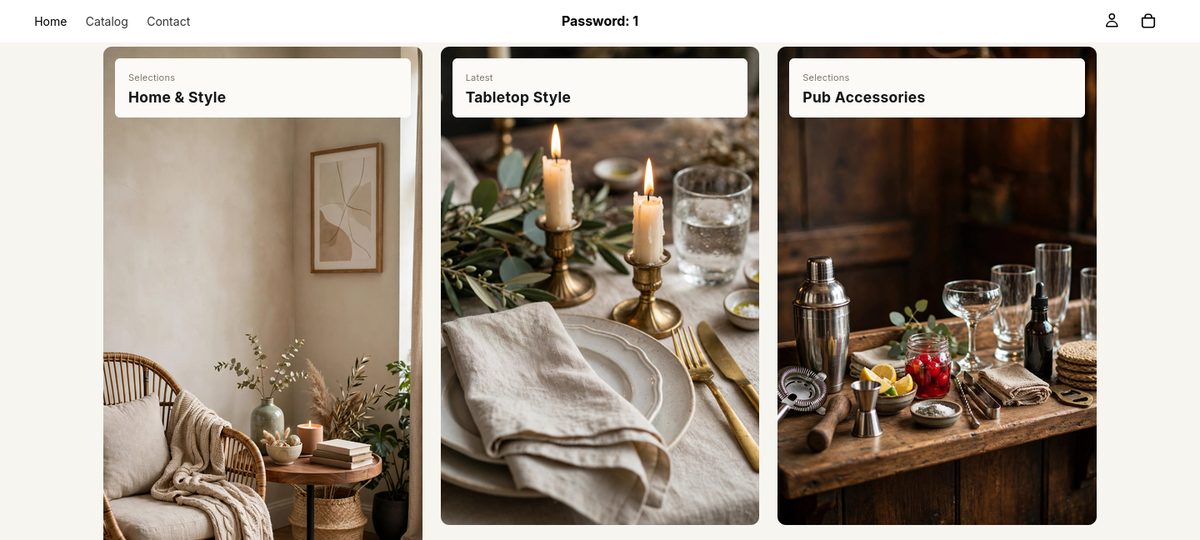 Home Catalog Contact
Password: 1
Selections
Home & Style
Latest
Tabletop Style
Selections
Pub Accessories